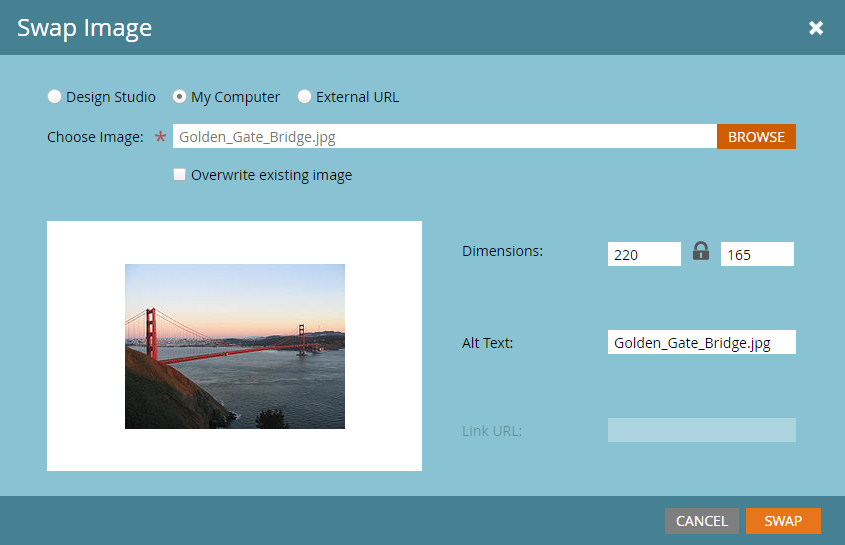 Swap Image
Design Studio My Computer External URL
Choose Image: * Golden_Gate_Bridge.jpg BROWSE
Overwrite existing image
Dimensions: 220 165
Alt Text: Golden_Gate_Bridge.jpg
Link URL:
CANCEL SWAP